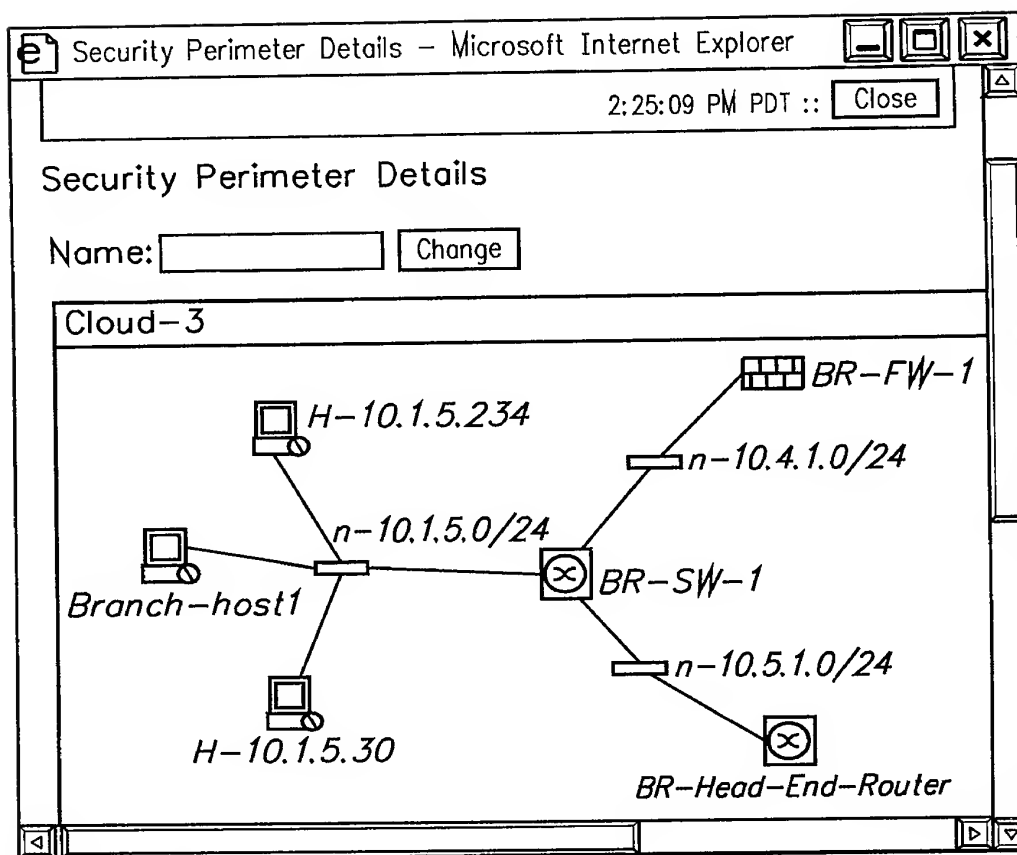 Security Perimeter Details – Microsoft Internet Explorer
2:25:09 PM PDT :: Close
Security Perimeter Details
Name: Change
Cloud–3
BR–FW–1
H–10.1.5.234
n–10.4.1.0/24
n–10.1.5.0/24
BR–SW–1
Branch–host1
n–10.5.1.0/24
H–10.1.5.30
BR–Head–End–Router